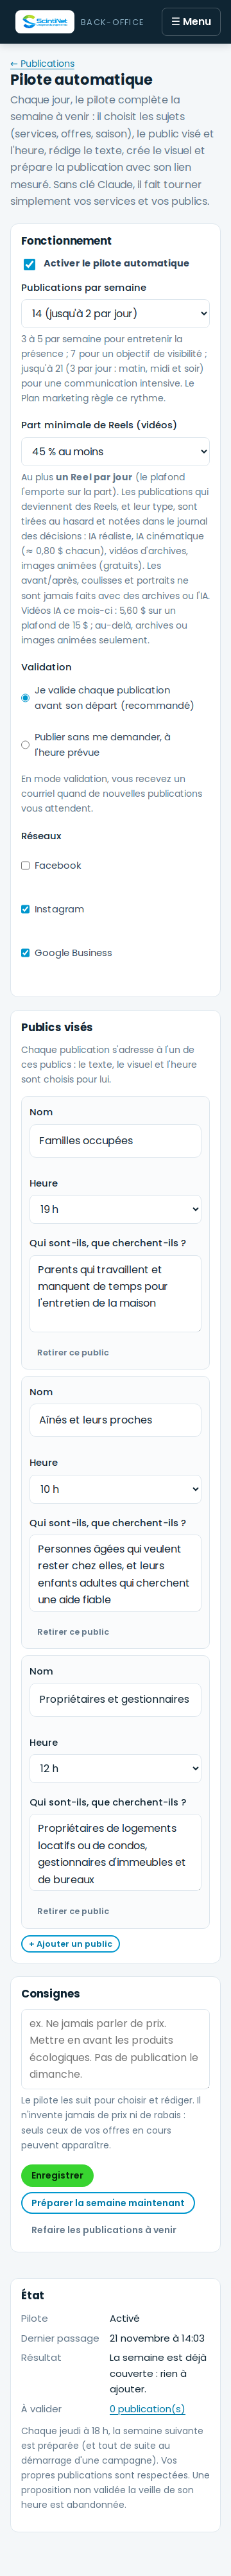 ScintiNet
BACK-OFFICE
☰ Menu
← Publications
Pilote automatique
Chaque jour, le pilote complète la
semaine à venir : il choisit les sujets
(services, offres, saison), le public visé et
l'heure, rédige le texte, crée le visuel et
prépare la publication avec son lien
mesuré. Sans clé Claude, il fait tourner
simplement vos services et vos publics.
Fonctionnement
Activer le pilote automatique
Publications par semaine
14 (jusqu'à 2 par jour)
3 à 5 par semaine pour entretenir la
présence ; 7 pour un objectif de visibilité ;
jusqu'à 21 (3 par jour : matin, midi et soir)
pour une communication intensive. Le
Plan marketing règle ce rythme.
Part minimale de Reels (vidéos)
45 % au moins
Au plus un Reel par jour (le plafond
l'emporte sur la part). Les publications qui
deviennent des Reels, et leur type, sont
tirées au hasard et notées dans le journal
des décisions : IA réaliste, IA cinématique
(≈ 0,80 $ chacun), vidéos d'archives,
images animées (gratuits). Les
avant/après, coulisses et portraits ne
sont jamais faits avec des archives ou l'IA.
Vidéos IA ce mois-ci : 5,60 $ sur un
plafond de 15 $ ; au-delà, archives ou
images animées seulement.
Validation
Je valide chaque publication
avant son départ (recommandé)
Publier sans me demander, à
l'heure prévue
En mode validation, vous recevez un
courriel quand de nouvelles publications
vous attendent.
Réseaux
Facebook
Instagram
Google Business
Publics visés
Chaque publication s'adresse à l'un de
ces publics : le texte, le visuel et l'heure
sont choisis pour lui.
Nom
Familles occupées
Heure
19 h
Qui sont-ils, que cherchent-ils ?
Parents qui travaillent et
manquent de temps pour
l'entretien de la maison
Retirer ce public
Nom
Aînés et leurs proches
Heure
10 h
Qui sont-ils, que cherchent-ils ?
Personnes âgées qui veulent
rester chez elles, et leurs
enfants adultes qui cherchent
une aide fiable
Retirer ce public
Nom
Propriétaires et gestionnaires
Heure
12 h
Qui sont-ils, que cherchent-ils ?
Propriétaires de logements
locatifs ou de condos,
gestionnaires d'immeubles et
de bureaux
Retirer ce public
+ Ajouter un public
Consignes
ex. Ne jamais parler de prix.
Mettre en avant les produits
écologiques. Pas de publication le
dimanche.
Le pilote les suit pour choisir et rédiger. Il
n'invente jamais de prix ni de rabais :
seuls ceux de vos offres en cours
peuvent apparaître.
Enregistrer
Préparer la semaine maintenant
Refaire les publications à venir
État
Pilote Activé
Dernier passage 21 novembre à 14:03
Résultat La semaine est déjà
couverte : rien à
ajouter.
À valider 0 publication(s)
Chaque jeudi à 18 h, la semaine suivante
est préparée (et tout de suite au
démarrage d'une campagne). Vos
propres publications sont respectées. Une
proposition non validée la veille de son
heure est abandonnée.